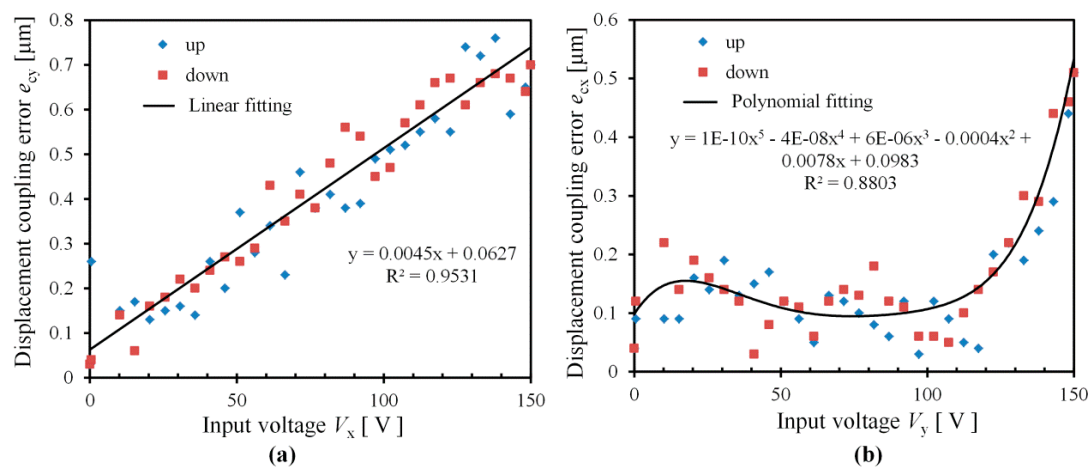 (a)
Displacement coupling error e_cy [μm]
0.8
0.7
0.6
0.5
0.4
0.3
0.2
0.1
0
up
down
Linear fitting
y = 0.0045x + 0.0627
R² = 0.9531
0 50 100 150
Input voltage V_x [ V ]
(a)
Displacement coupling error e_cx [μm]
0.6
0.5
0.4
0.3
0.2
0.1
0
up
down
Polynomial fitting
y = 1E-10x⁵ - 4E-08x⁴ + 6E-06x³ - 0.0004x² +
0.0078x + 0.0983
R² = 0.8803
0 50 100 150
Input voltage V_y [ V ]
(b)